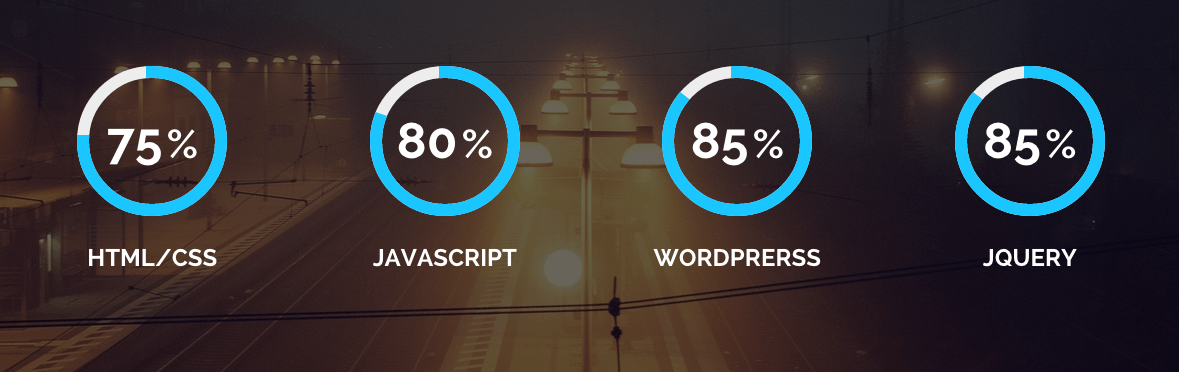 75%
80%
85%
85%
HTML/CSS
JAVASCRIPT
WORDPRERSS
JQUERY